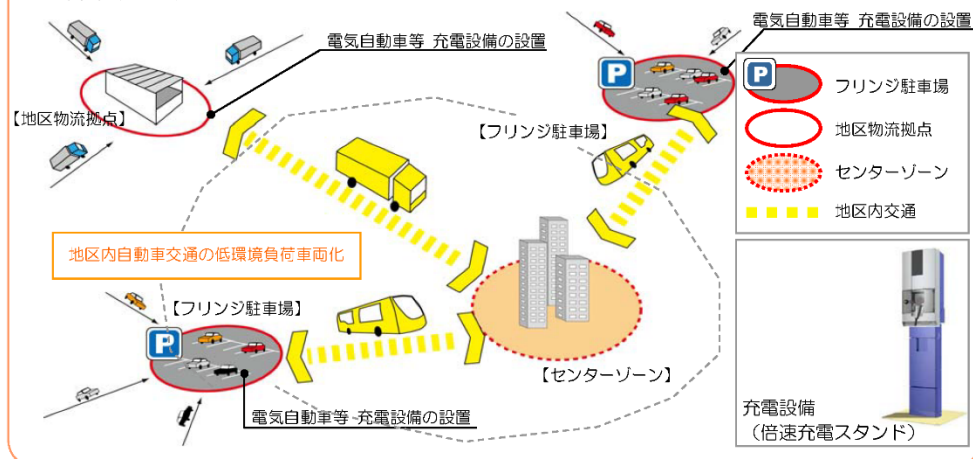 電気自動車等 充電設備の設置
電気自動車等 充電設備の設置
P
P
フリンジ駐車場
【地区物流拠点】
【フリンジ駐車場】
地区物流拠点
センターゾーン
地区内交通
地区内自動車交通の低環境負荷車両化
【フリンジ駐車場】
P
【センターゾーン】
電気自動車等 充電設備の設置
充電設備
（倍速充電スタンド）